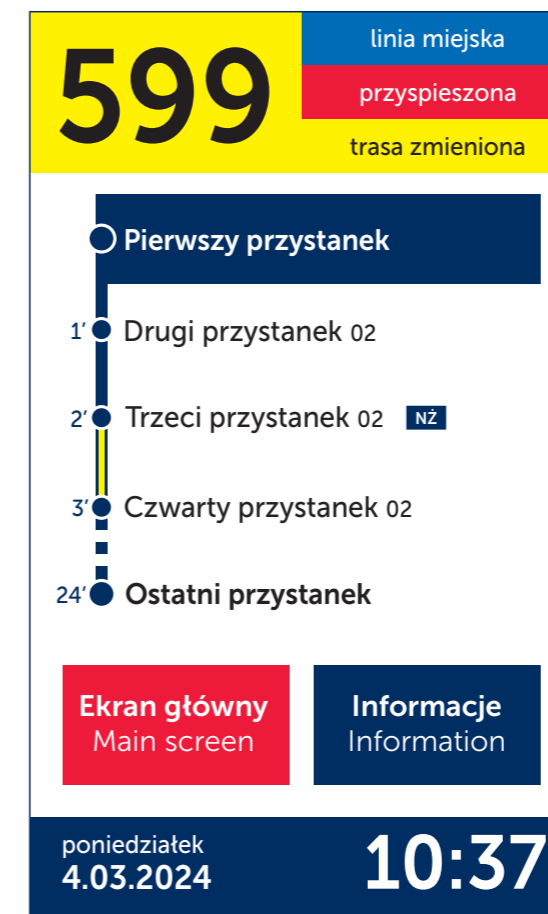 599
linia miejska
przyspieszona
trasa zmieniona
Pierwszy przystanek
1' Drugi przystanek 02
2' Trzeci przystanek 02 NŻ
3' Czwarty przystanek 02
24' Ostatni przystanek
Ekran główny
Main screen
Informacje
Information
poniedziałek
4.03.2024
10:37